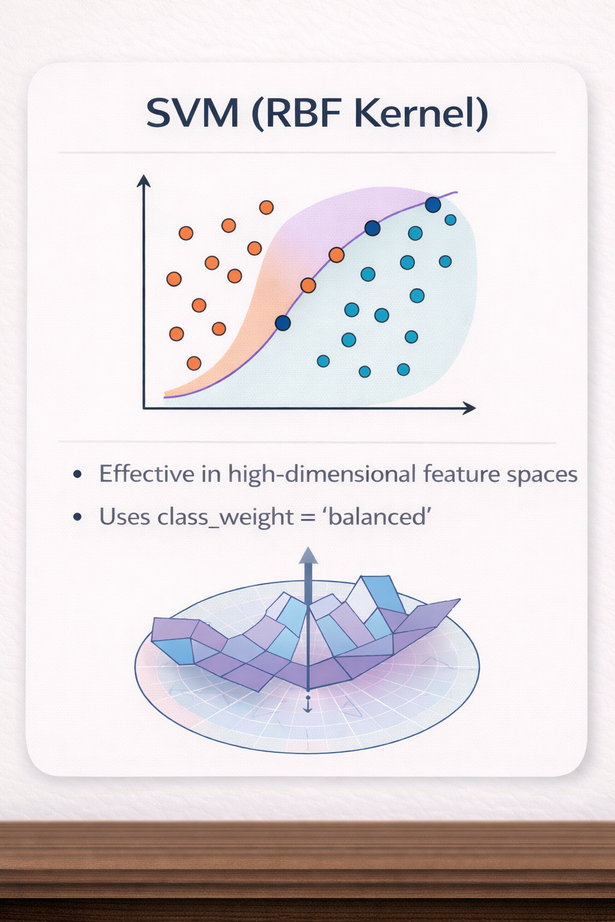 SVM (RBF Kernel)
• Effective in high-dimensional feature spaces
• Uses class_weight = ‘balanced’